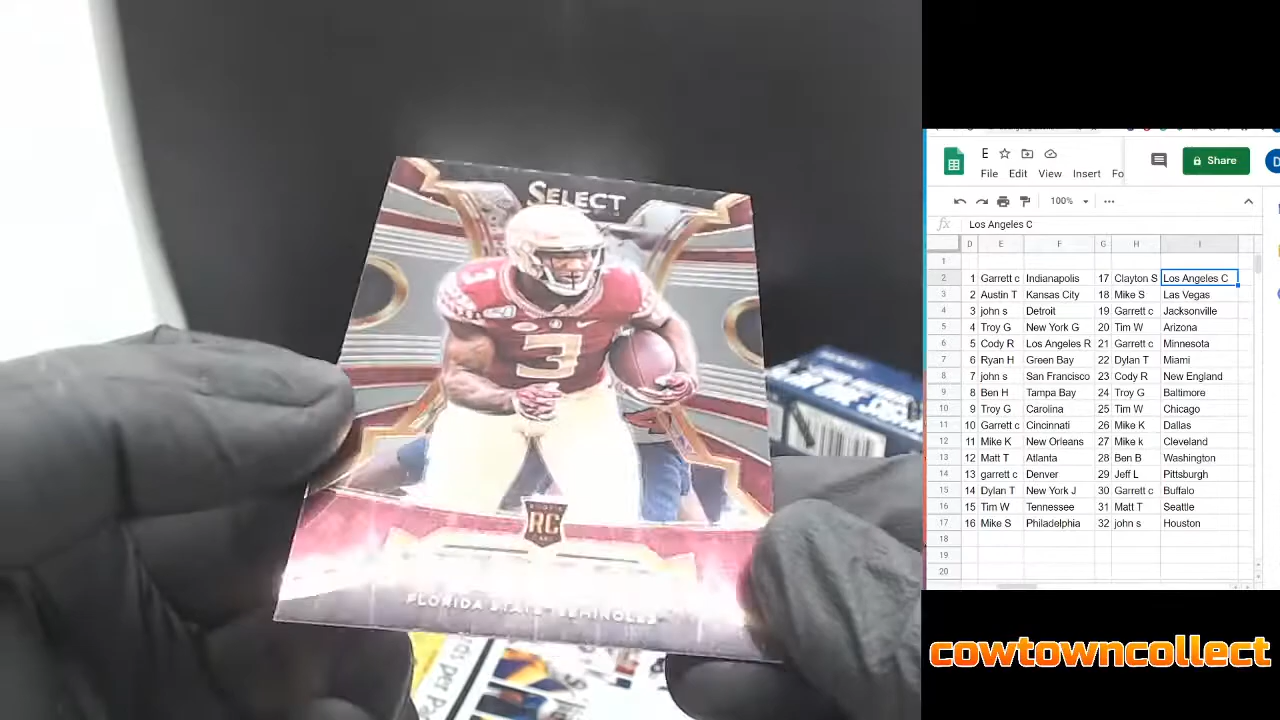 SELECT
3
3
RC
FLORIDA STATE SEMINOLES
E
Share
File Edit View Insert Fo
100%
fx Los Angeles C
D E F G H I
1
2 1 Garrett c Indianapolis 17 Clayton S Los Angeles C
3 2 Austin T Kansas City 18 Mike S Las Vegas
4 3 john s Detroit 19 Garrett c Jacksonville
5 4 Troy G New York G 20 Tim W Arizona
6 5 Cody R Los Angeles R 21 Garrett c Minnesota
7 6 Ryan H Green Bay 22 Dylan T Miami
8 7 john s San Francisco 23 Cody R New England
9 8 Ben H Tampa Bay 24 Troy G Baltimore
10 9 Troy G Carolina 25 Tim W Chicago
11 10 Garrett c Cincinnati 26 Mike K Dallas
12 11 Mike K New Orleans 27 Mike k Cleveland
13 12 Matt T Atlanta 28 Ben B Washington
14 13 garrett c Denver 29 Jeff L Pittsburgh
15 14 Dylan T New York J 30 Garrett c Buffalo
16 15 Tim W Tennessee 31 Matt T Seattle
17 16 Mike S Philadelphia 32 john s Houston
18
19
20
cowtowncollect